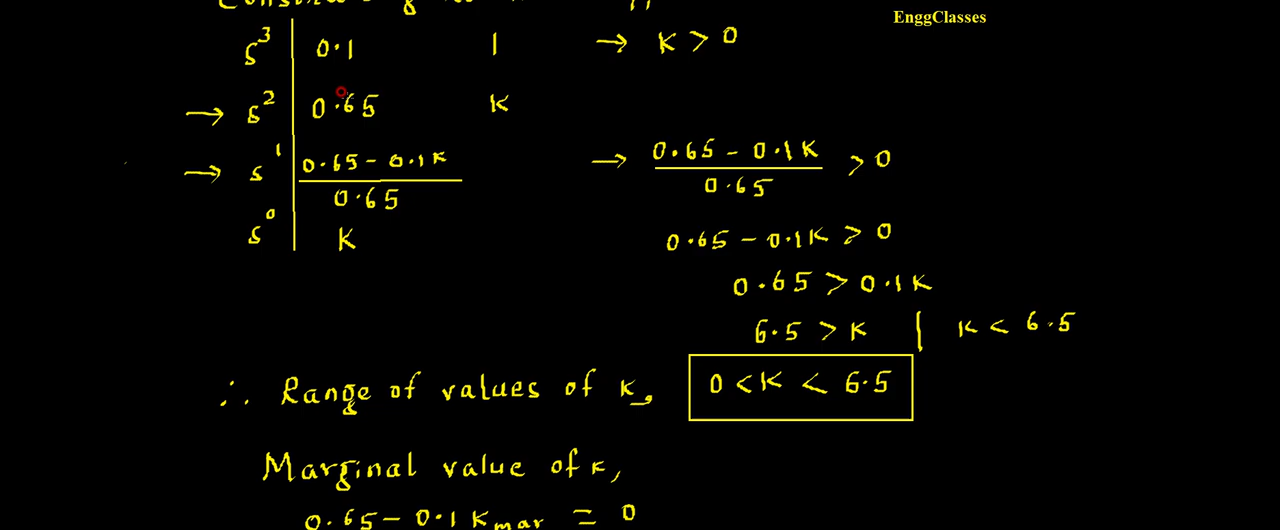 EnggClasses
s³ 0.1 1 → K > 0
→ s² 0.65 K
→ s¹ 0.65 - 0.1K / 0.65 → 0.65 - 0.1K / 0.65 > 0
s⁰ K 0.65 - 0.1K > 0
0.65 > 0.1K
6.5 > K | K < 6.5
∴ Range of values of K, 0 < K < 6.5
Marginal value of K,
0.65 - 0.1 Kmar = 0